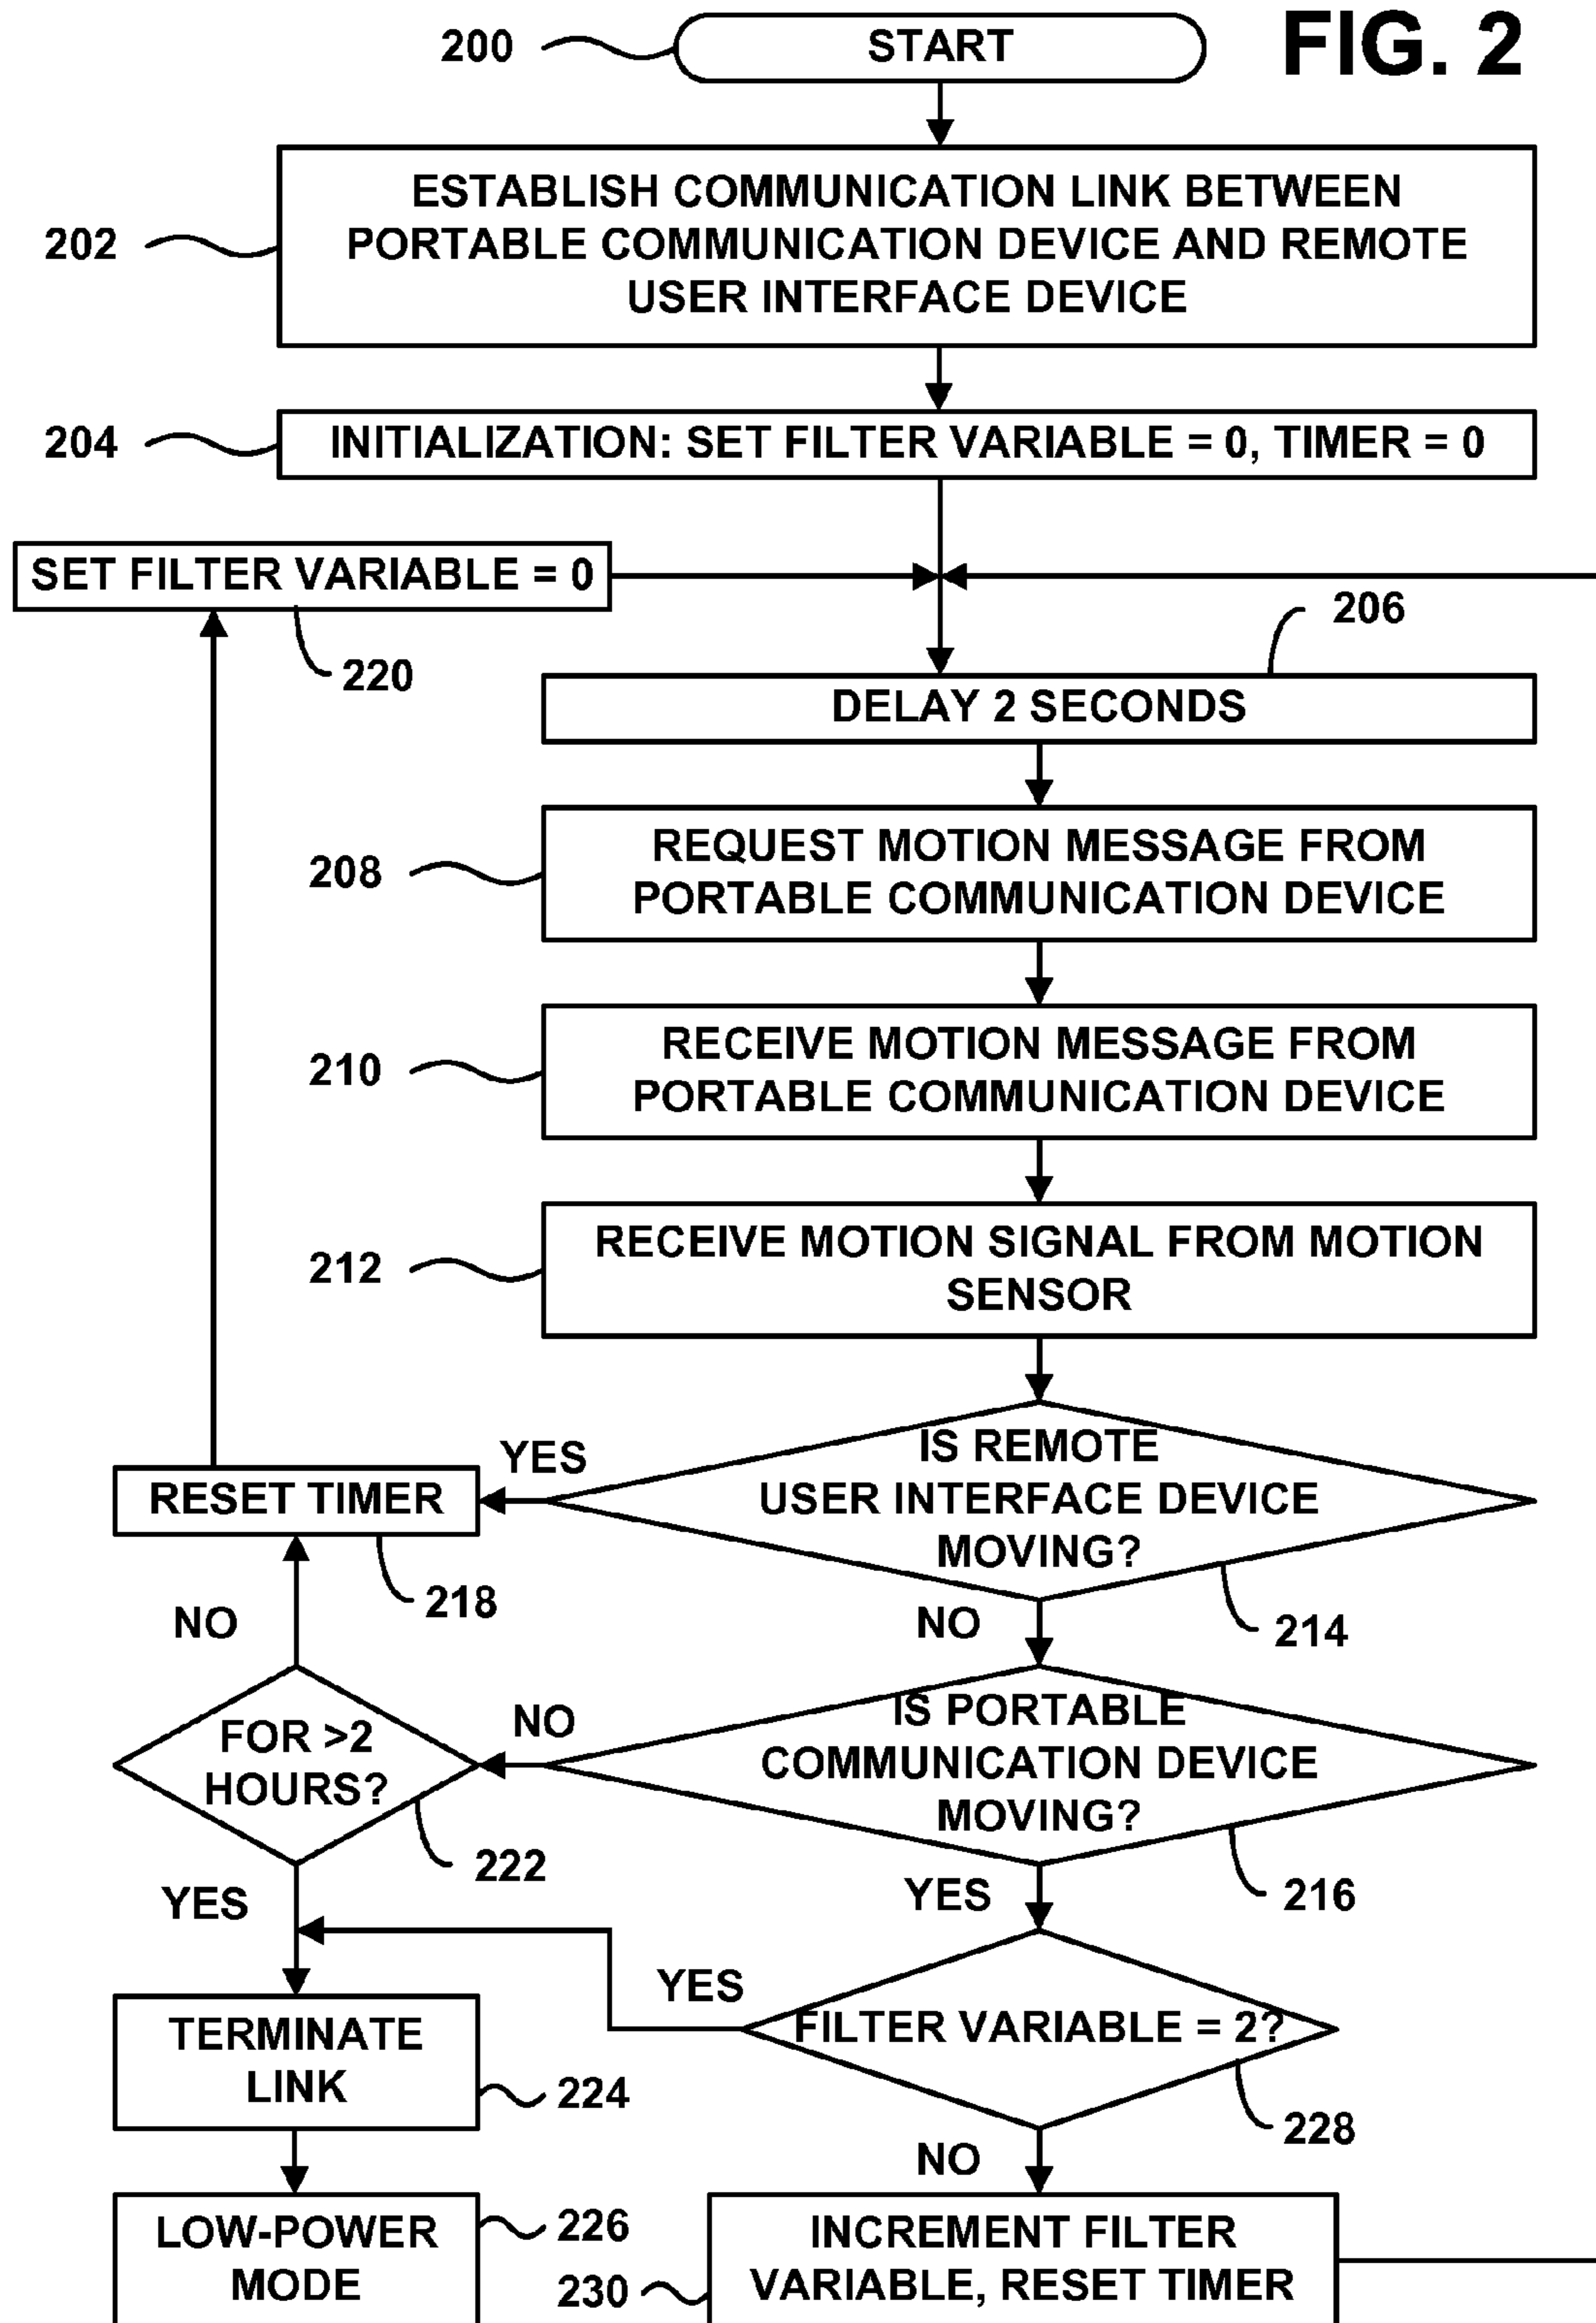 FIG. 2
200
START
202
ESTABLISH COMMUNICATION LINK BETWEEN
PORTABLE COMMUNICATION DEVICE AND REMOTE
USER INTERFACE DEVICE
204
INITIALIZATION: SET FILTER VARIABLE = 0, TIMER = 0
SET FILTER VARIABLE = 0
220
206
DELAY 2 SECONDS
208
REQUEST MOTION MESSAGE FROM
PORTABLE COMMUNICATION DEVICE
210
RECEIVE MOTION MESSAGE FROM
PORTABLE COMMUNICATION DEVICE
212
RECEIVE MOTION SIGNAL FROM MOTION
SENSOR
IS REMOTE
USER INTERFACE DEVICE
MOVING?
214
YES
RESET TIMER
218
NO
NO
IS PORTABLE
COMMUNICATION DEVICE
MOVING?
216
NO
FOR >2
HOURS?
222
YES
YES
FILTER VARIABLE = 2?
228
YES
TERMINATE
LINK
224
NO
LOW-POWER
MODE
226
INCREMENT FILTER
VARIABLE, RESET TIMER
230